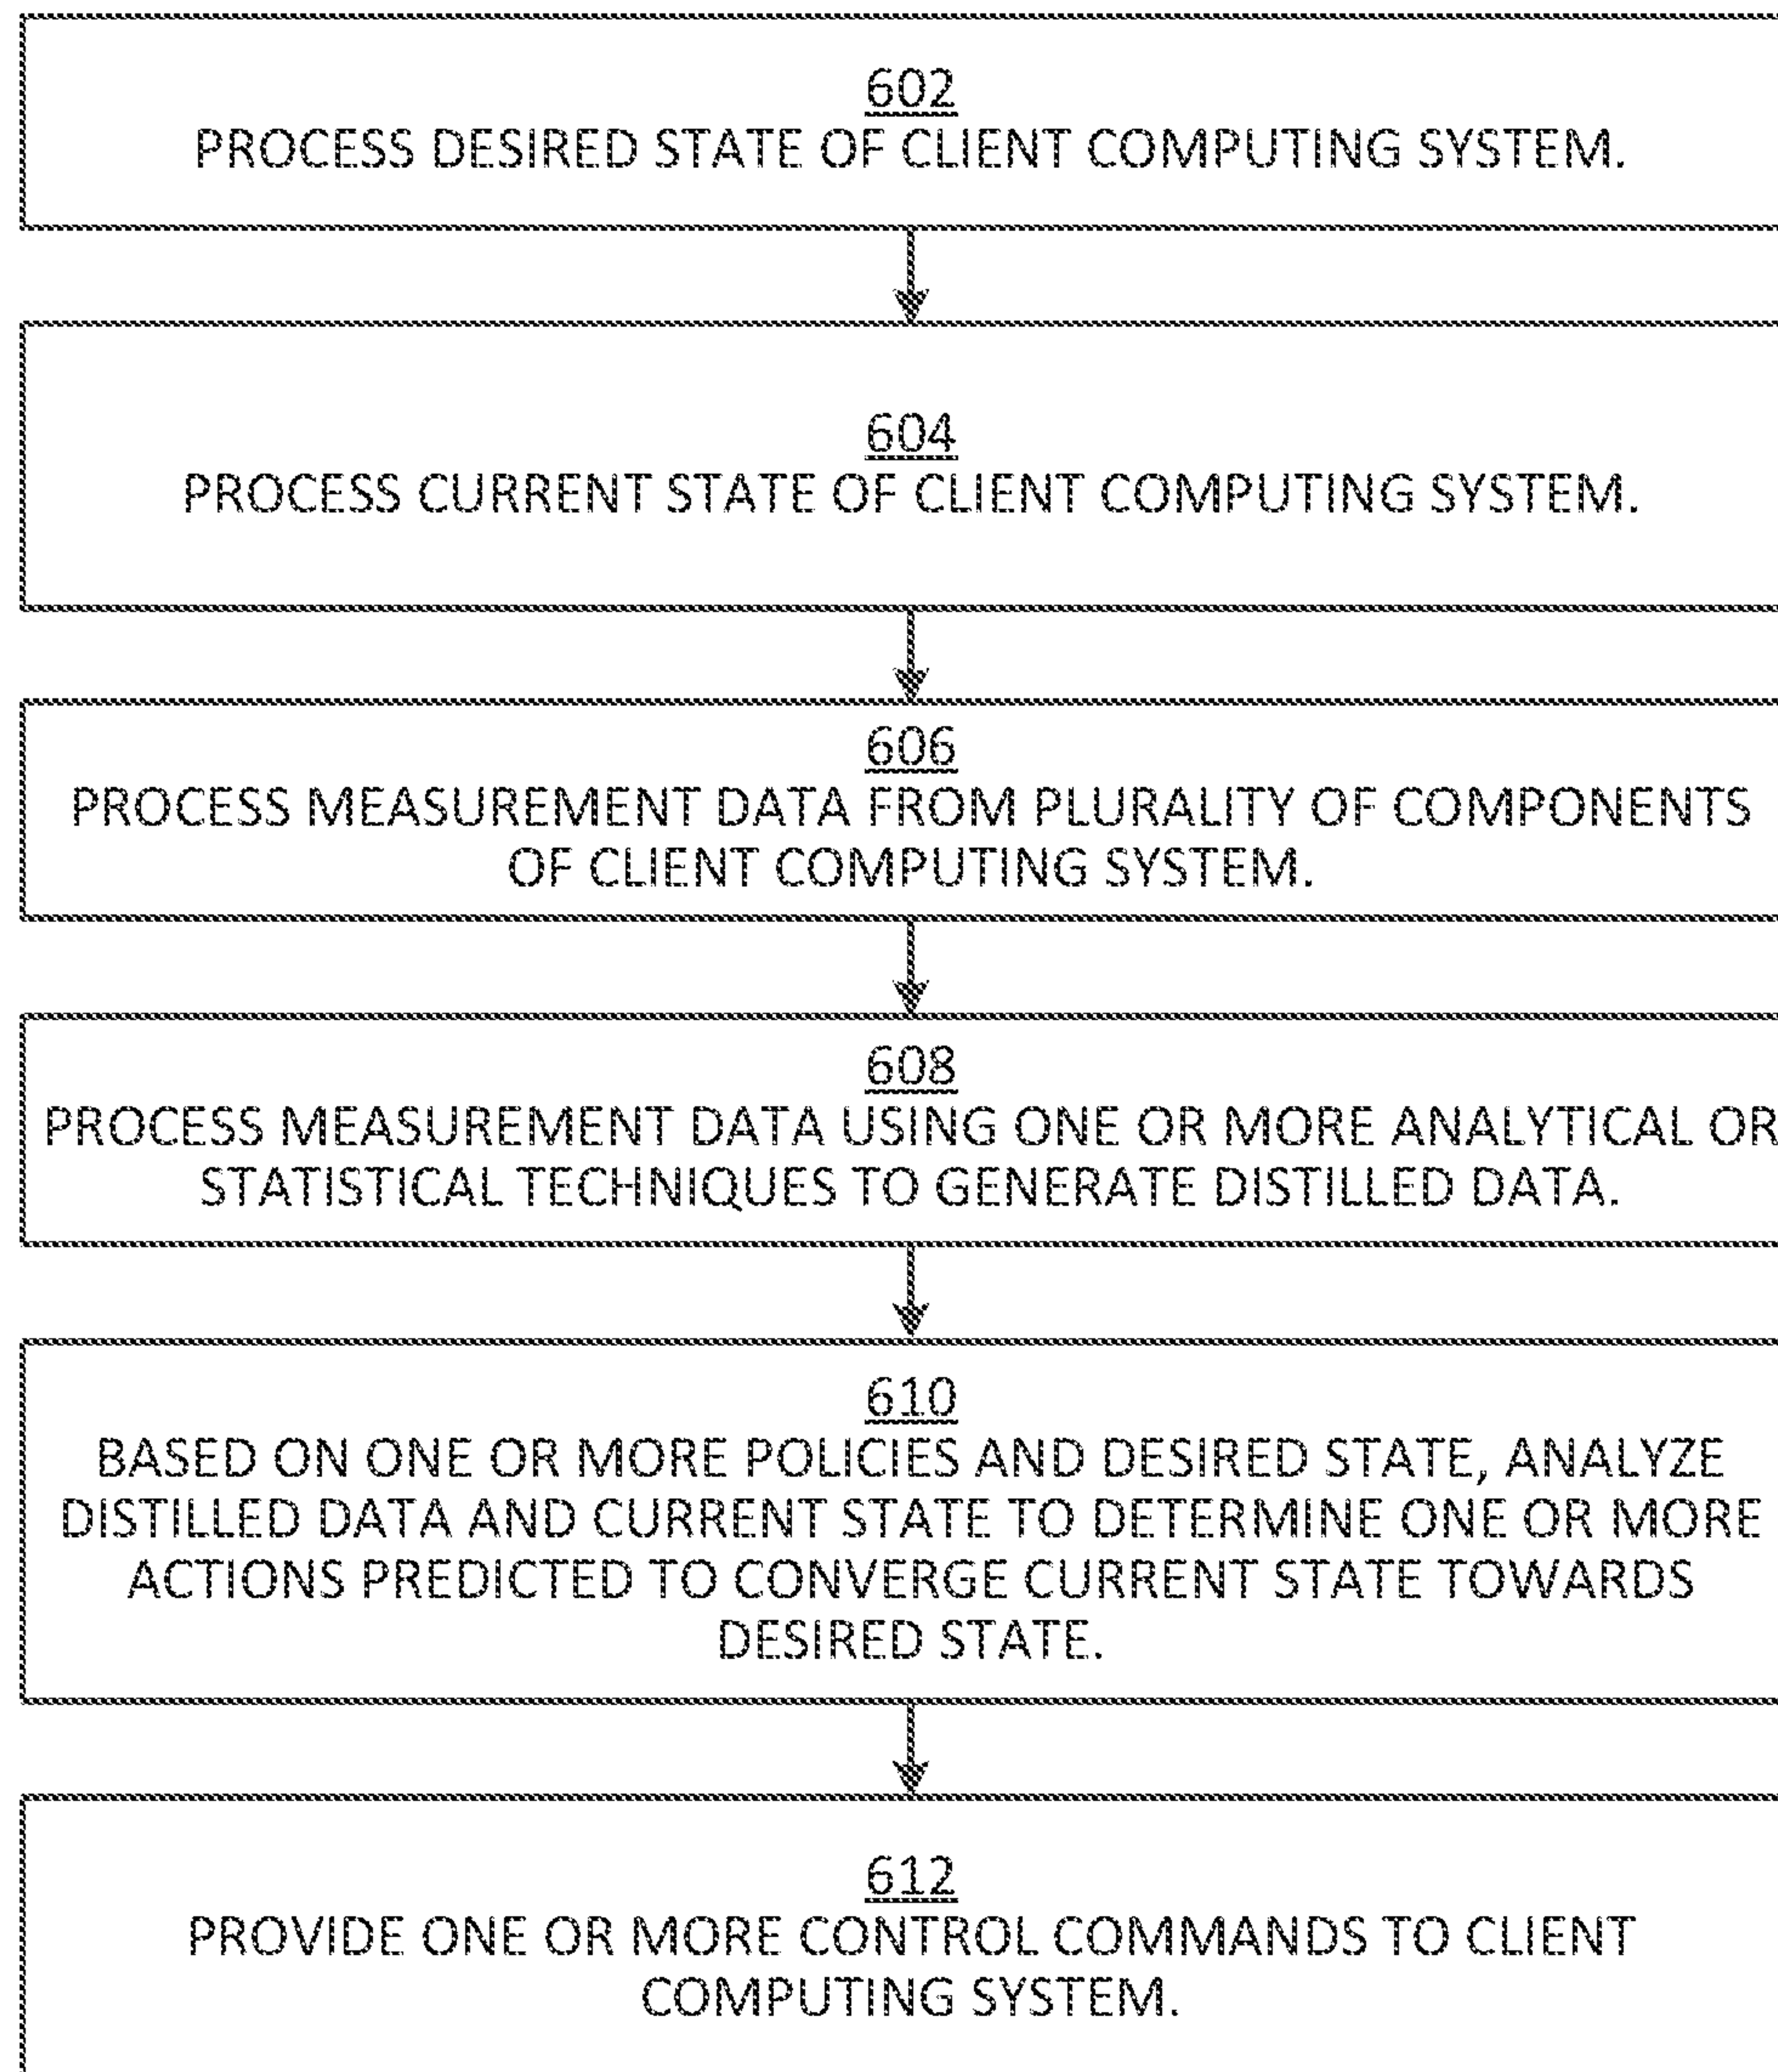 602
PROCESS DESIRED STATE OF CLIENT COMPUTING SYSTEM.
604
PROCESS CURRENT STATE OF CLIENT COMPUTING SYSTEM.
606
PROCESS MEASUREMENT DATA FROM PLURALITY OF COMPONENTS
OF CLIENT COMPUTING SYSTEM.
608
PROCESS MEASUREMENT DATA USING ONE OR MORE ANALYTICAL OR
STATISTICAL TECHNIQUES TO GENERATE DISTILLED DATA.
610
BASED ON ONE OR MORE POLICIES AND DESIRED STATE, ANALYZE
DISTILLED DATA AND CURRENT STATE TO DETERMINE ONE OR MORE
ACTIONS PREDICTED TO CONVERGE CURRENT STATE TOWARDS
DESIRED STATE.
612
PROVIDE ONE OR MORE CONTROL COMMANDS TO CLIENT
COMPUTING SYSTEM.